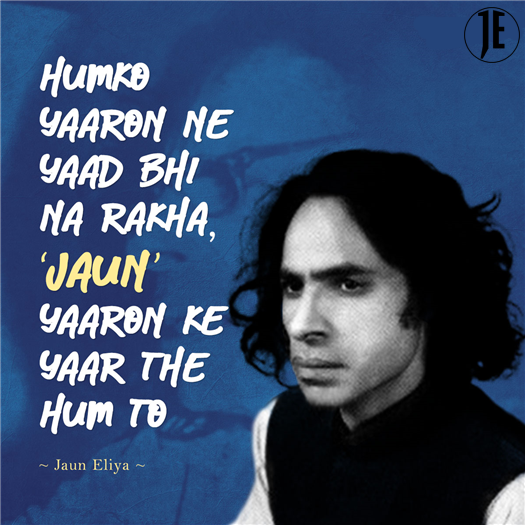 JE
HUMKO
YAARON NE
YAAD BHI
NA RAKHA,
‘JAUN’
YAARON KE
YAAR THE
HUM TO
~ Jaun Eliya ~